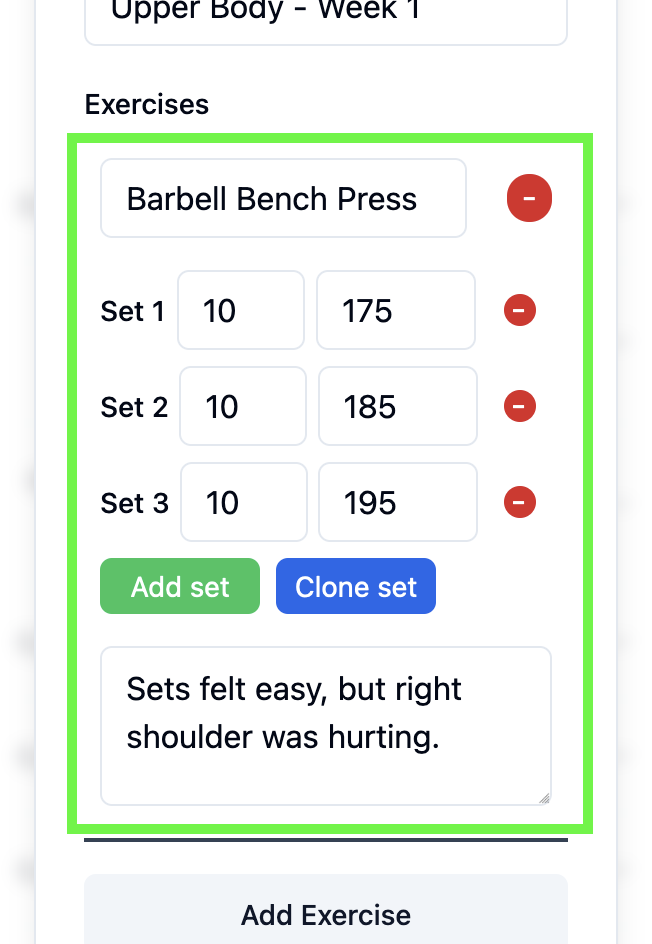 Upper Body - Week 1
Exercises
Barbell Bench Press -
Set 1 10 175 -
Set 2 10 185 -
Set 3 10 195 -
Add set Clone set
Sets felt easy, but right
shoulder was hurting.
Add Exercise